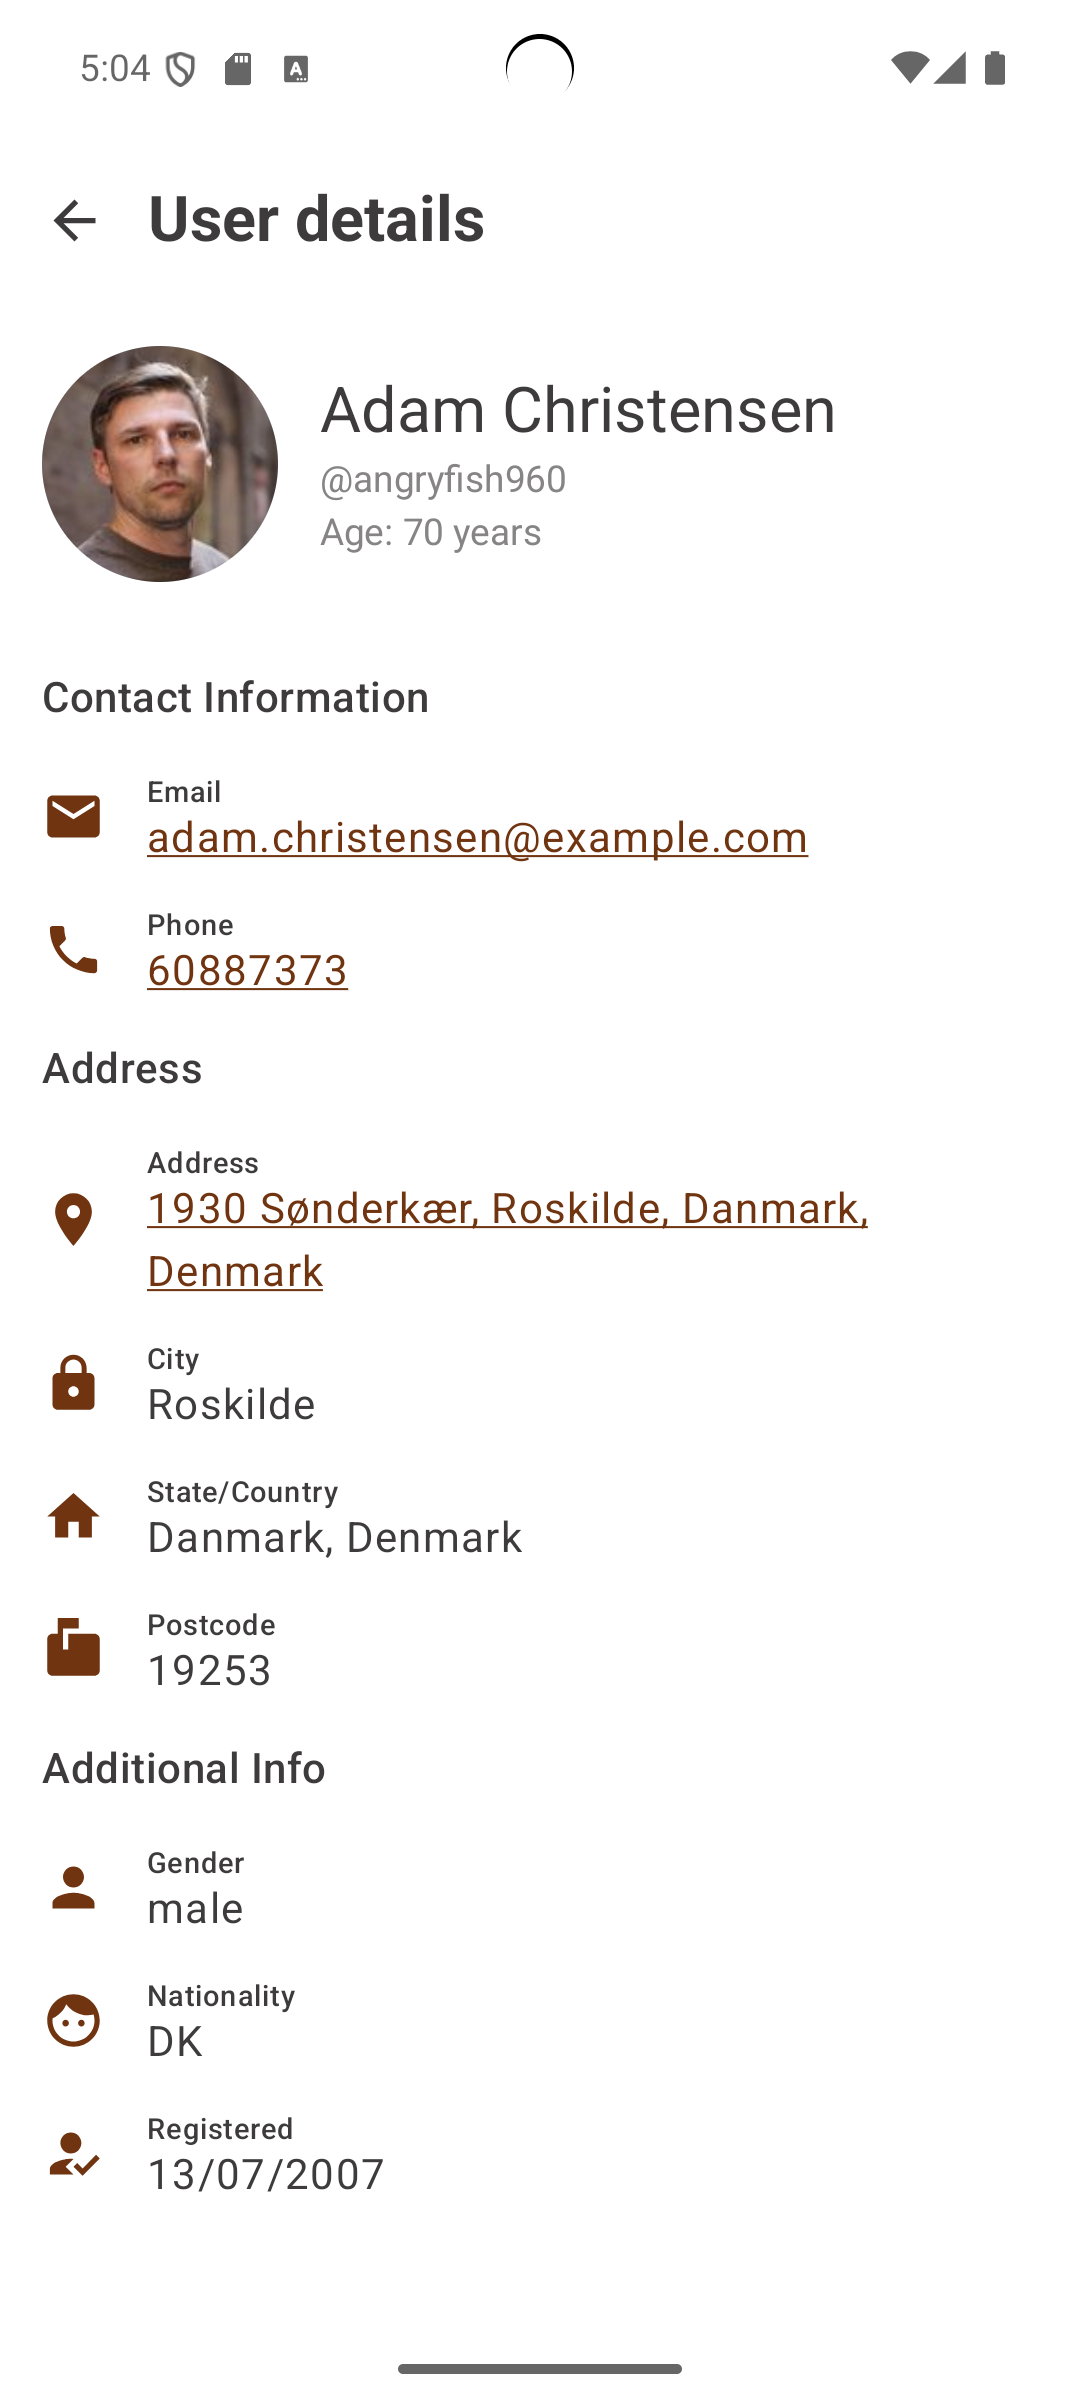 5:04
User details
Adam Christensen
@angryfish960
Age: 70 years
Contact Information
Email
adam.christensen@example.com
Phone
60887373
Address
Address
1930 Sønderkær, Roskilde, Danmark,
Denmark
City
Roskilde
State/Country
Danmark, Denmark
Postcode
19253
Additional Info
Gender
male
Nationality
DK
Registered
13/07/2007